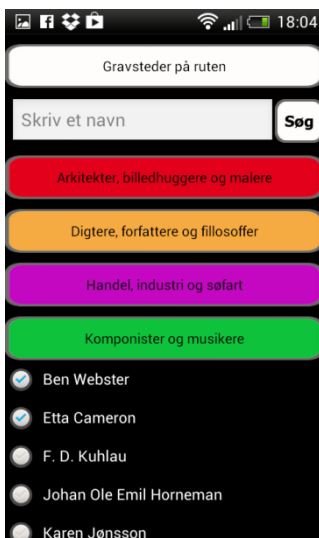 18:04
Gravsteder på ruten
Skriv et navn
Søg
Arkitekter, billedhuggere og malere
Digtere, forfattere og fillosoffer
Handel, industri og søfart
Komponister og musikere
Ben Webster
Etta Cameron
F. D. Kuhlau
Johan Ole Emil Horneman
Karen Jønsson